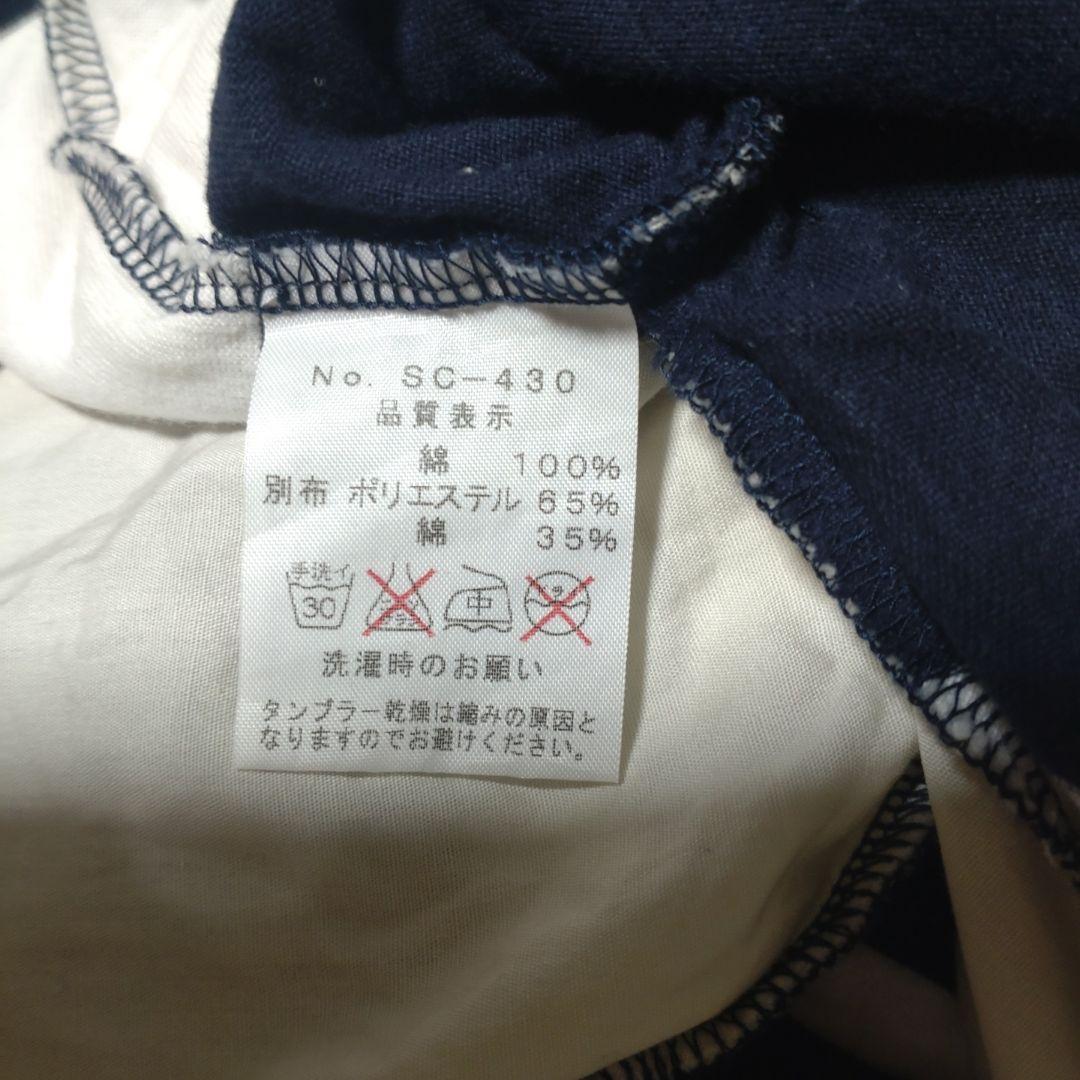 No. SC-430
品質表示
綿 100%
別布 ポリエステル 65%
綿 35%
手洗イ
30
中
洗濯時のお願い
タンブラー乾燥は縮みの原因と
なりますのでお避けください。